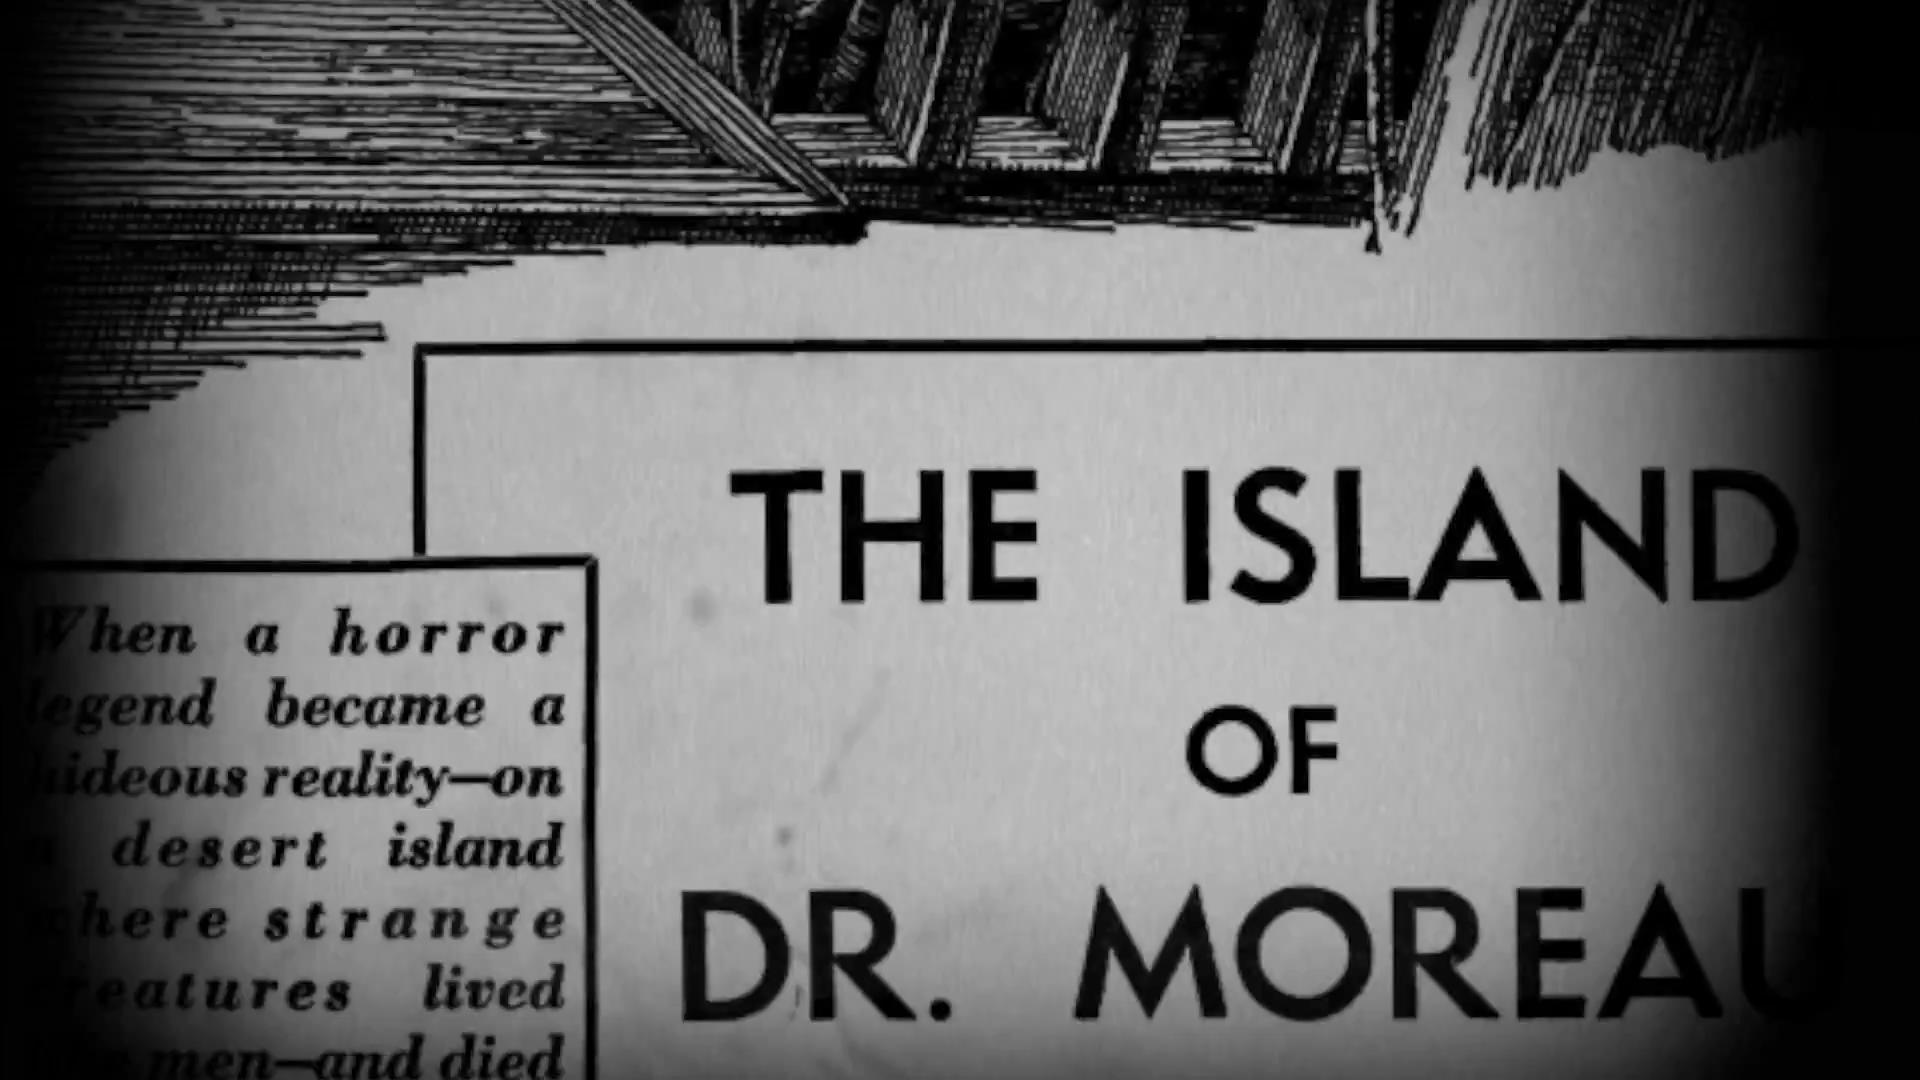 THE ISLAND
OF
DR. MOREAU
When a horror
legend became a
hideous reality—on
a desert island
where strange
creatures lived
like men—and died